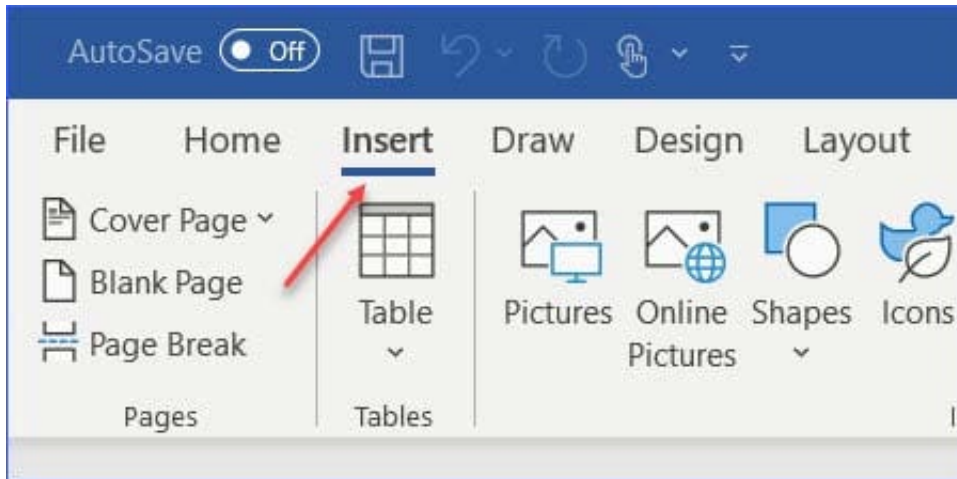 AutoSave Off
File Home Insert Draw Design Layout
Cover Page
Blank Page
Page Break
Pages
Table
Tables
Pictures
Online
Pictures
Shapes
Icons